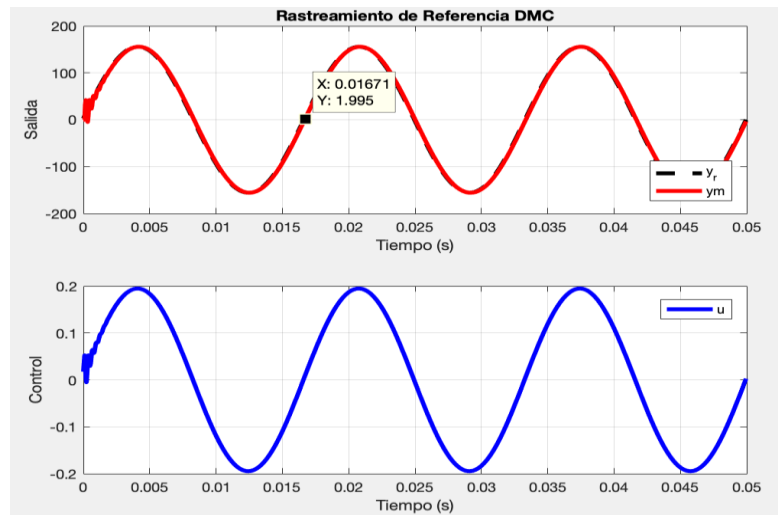 Rastreamiento de Referencia DMC
200
100
0
-100
-200
Salida
X: 0.01671
Y: 1.995
y_r
ym
0 0.005 0.01 0.015 0.02 0.025 0.03 0.035 0.04 0.045 0.05
Tiempo (s)
0.2
0.1
0
-0.1
-0.2
Control
u
0 0.005 0.01 0.015 0.02 0.025 0.03 0.035 0.04 0.045 0.05
Tiempo (s)